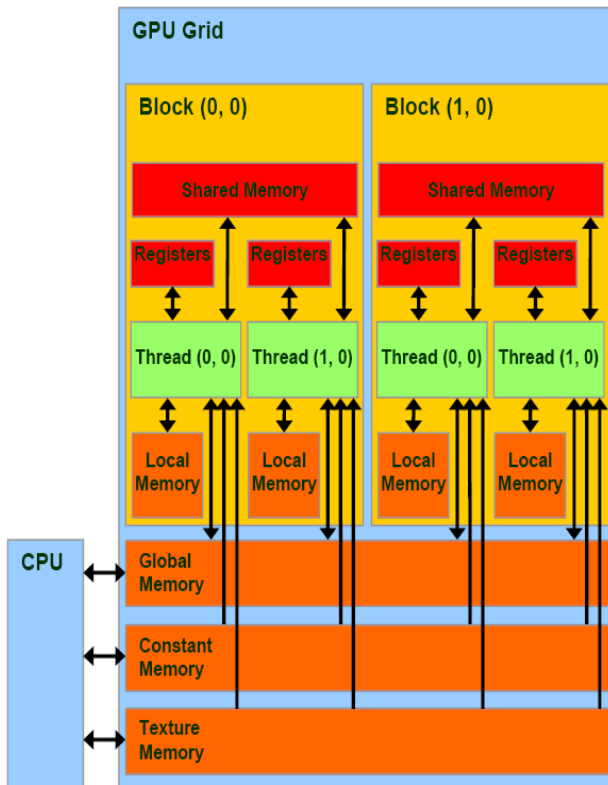 GPU Grid
Block (0, 0)
Shared Memory
Registers
Registers
Thread (0, 0)
Thread (1, 0)
Local
Memory
Local
Memory
Block (1, 0)
Shared Memory
Registers
Registers
Thread (0, 0)
Thread (1, 0)
Local
Memory
Local
Memory
CPU
Global
Memory
Constant
Memory
Texture
Memory